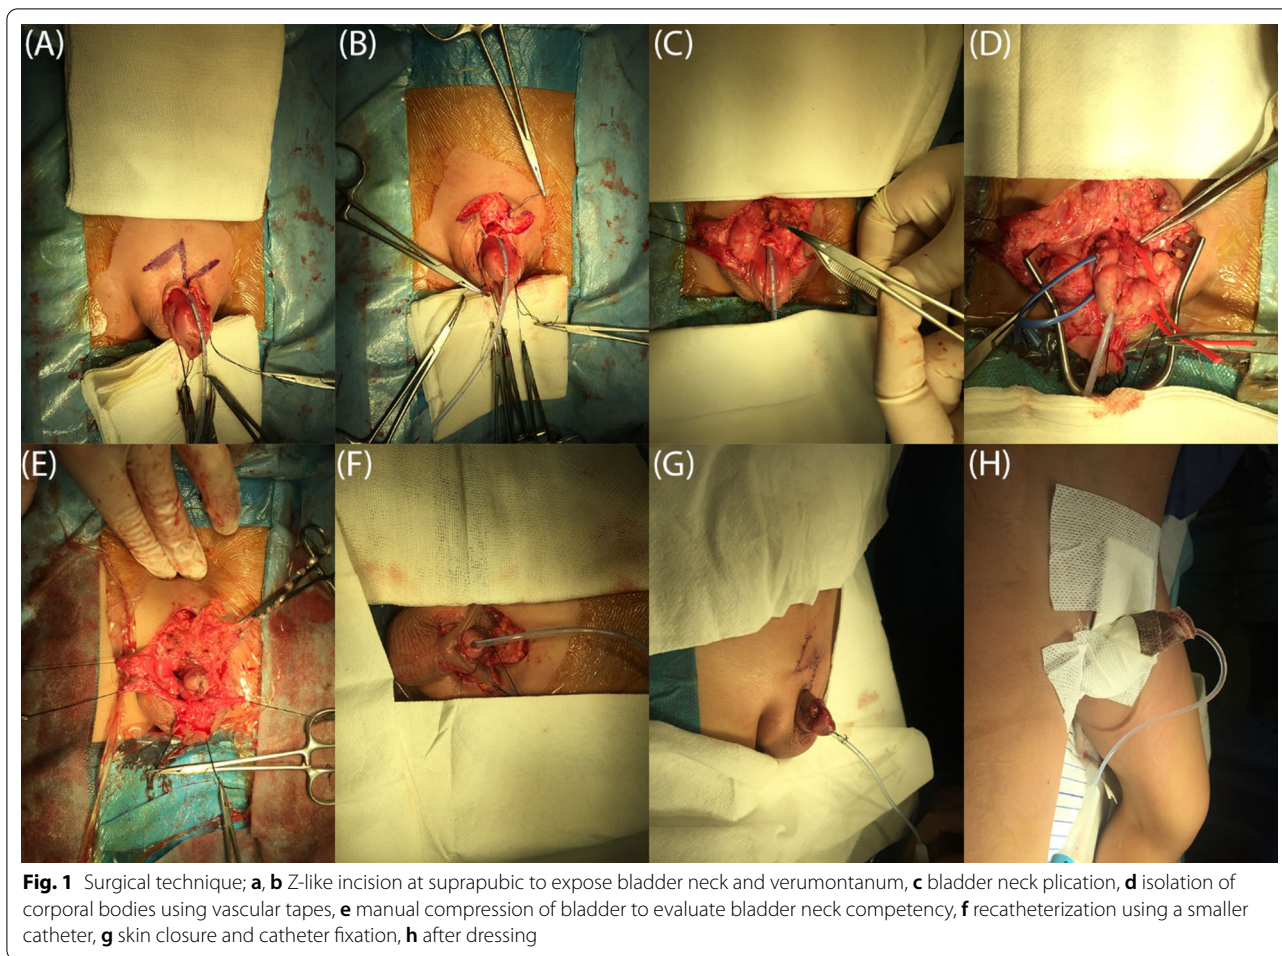 (A)
(B)
(C)
(D)
(E)
(F)
(G)
(H)
Fig. 1 Surgical technique; a, b Z-like incision at suprapubic to expose bladder neck and verumontanum, c bladder neck plication, d isolation of
corporal bodies using vascular tapes, e manual compression of bladder to evaluate bladder neck competency, f recatheterization using a smaller
catheter, g skin closure and catheter fixation, h after dressing